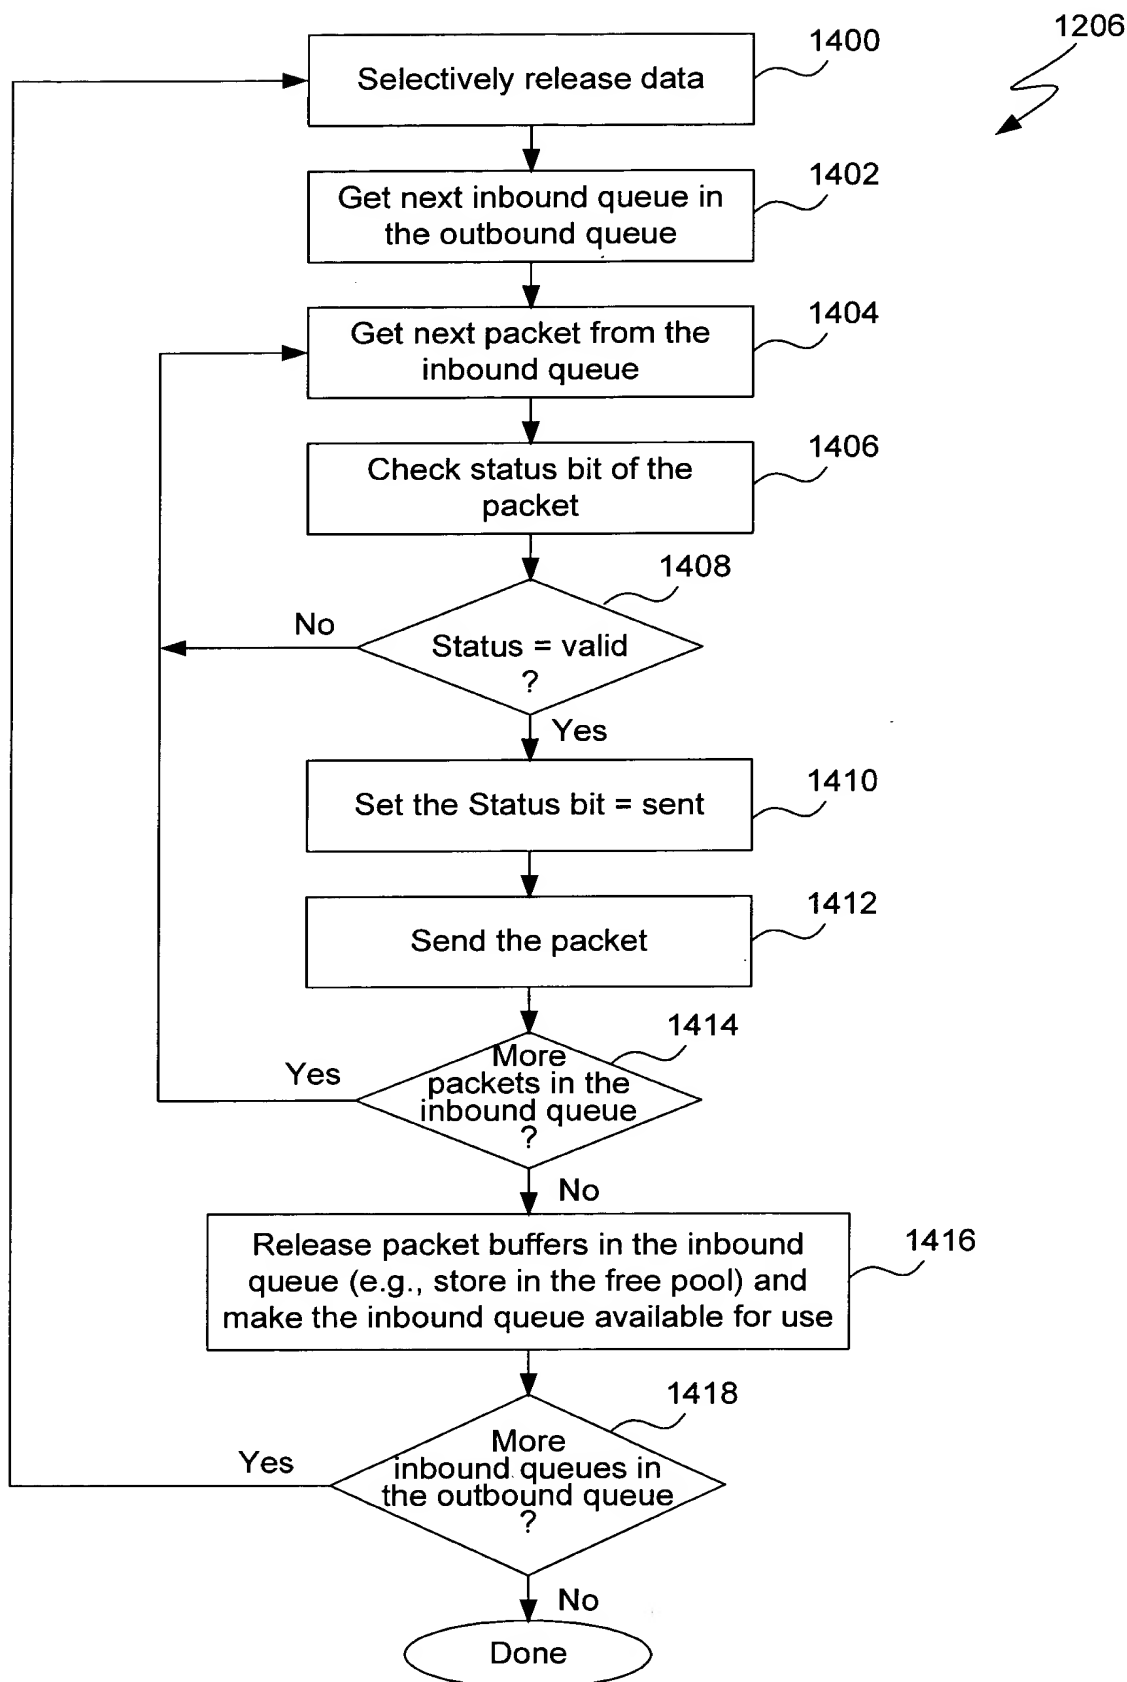 1206
1400
Selectively release data
1402
Get next inbound queue in
the outbound queue
1404
Get next packet from the
inbound queue
1406
Check status bit of the
packet
1408
No
Status = valid
?
Yes
1410
Set the Status bit = sent
1412
Send the packet
1414
Yes
More
packets in the
inbound queue
?
No
1416
Release packet buffers in the inbound
queue (e.g., store in the free pool) and
make the inbound queue available for use
1418
Yes
More
inbound queues in
the outbound queue
?
No
Done